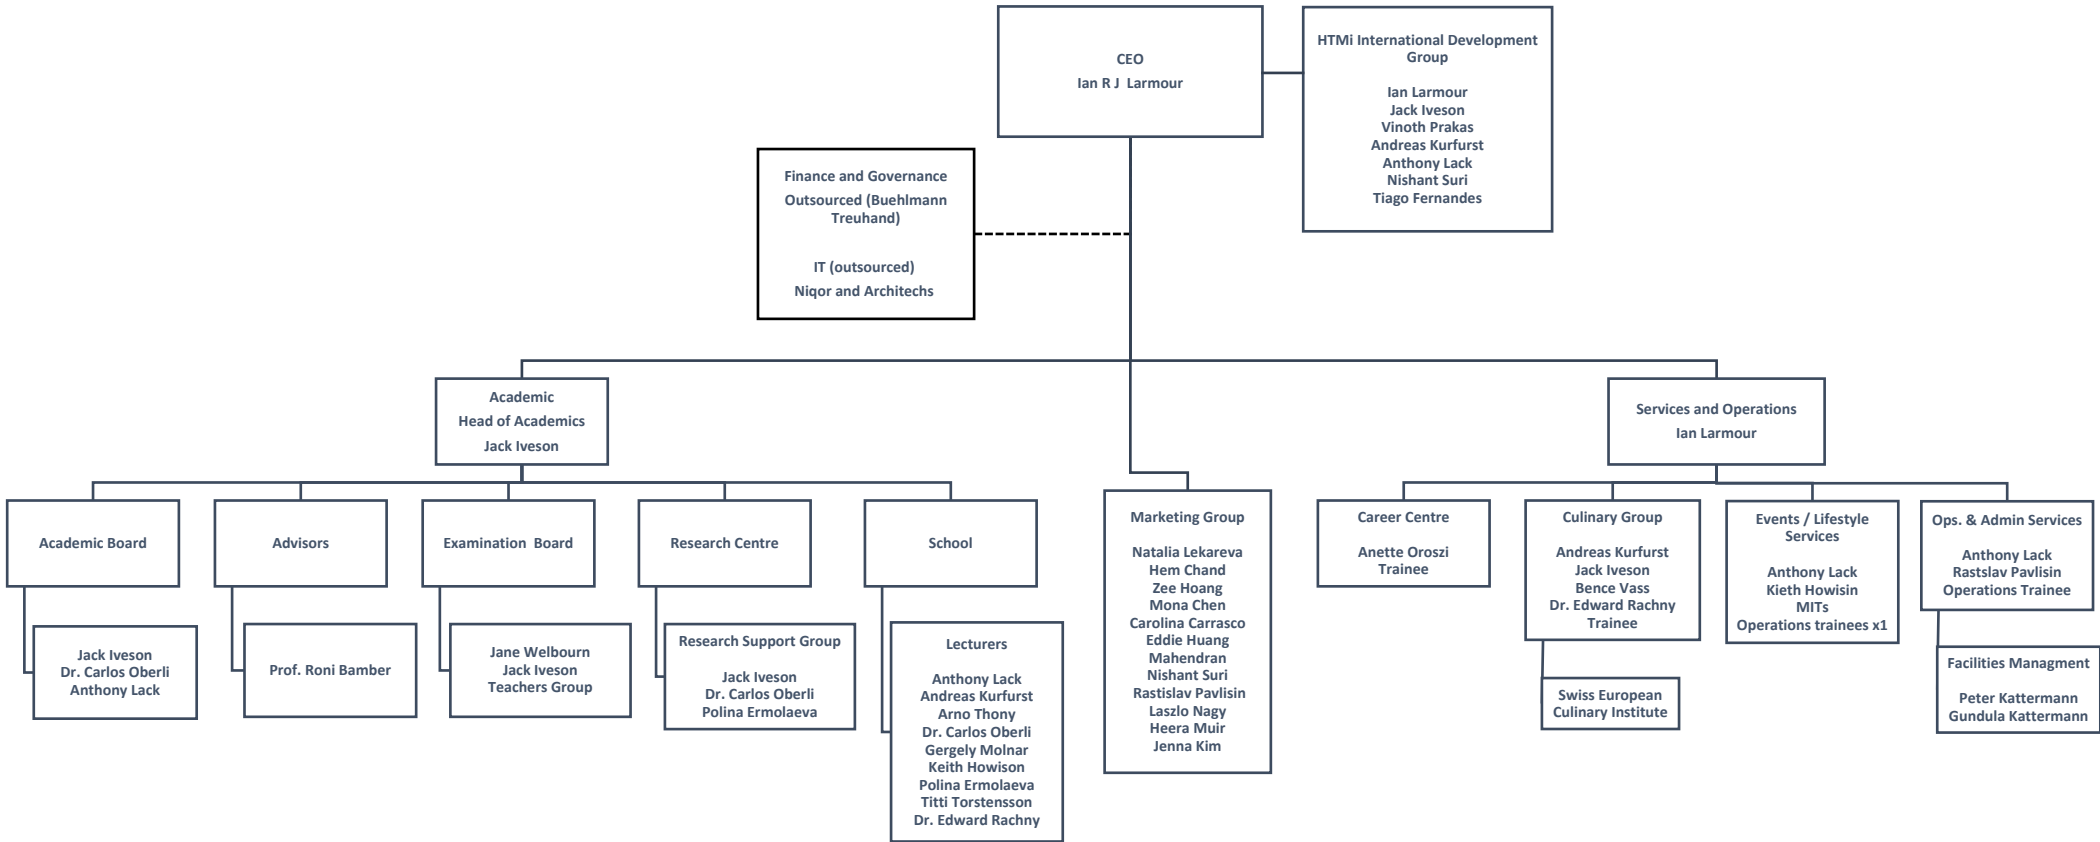 CEO
Ian R J Larmour
HTMi International Development
Group
Ian Larmour
Jack Iveson
Vinoth Prakas
Andreas Kurfurst
Anthony Lack
Nishant Suri
Tiago Fernandes
Finance and Governance
Outsourced (Buehlmann
Treuhand)
IT (outsourced)
Niqor and Architechs
Academic
Head of Academics
Jack Iveson
Services and Operations
Ian Larmour
Academic Board
Jack Iveson
Dr. Carlos Oberli
Anthony Lack
Advisors
Prof. Roni Bamber
Examination Board
Jane Welbourn
Jack Iveson
Teachers Group
Research Centre
Research Support Group
Jack Iveson
Dr. Carlos Oberli
Polina Ermolaeva
School
Lecturers
Anthony Lack
Andreas Kurfurst
Arno Thony
Dr. Carlos Oberli
Gergely Molnar
Keith Howison
Polina Ermolaeva
Titti Torstensson
Dr. Edward Rachny
Marketing Group
Natalia Lekareva
Hem Chand
Zee Hoang
Mona Chen
Carolina Carrasco
Eddie Huang
Mahendran
Nishant Suri
Rastislav Pavlisin
Laszlo Nagy
Heera Muir
Jenna Kim
Career Centre
Anette Oroszi
Trainee
Culinary Group
Andreas Kurfurst
Jack Iveson
Bence Vass
Dr. Edward Rachny
Trainee
Swiss European
Culinary Institute
Events / Lifestyle
Services
Anthony Lack
Kieth Howisin
MITs
Operations trainees x1
Ops. & Admin Services
Anthony Lack
Rastslav Pavlisin
Operations Trainee
Facilities Managment
Peter Kattermann
Gundula Kattermann